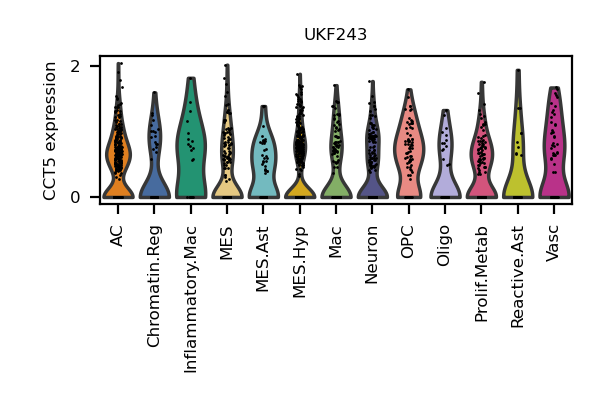 UKF243
CCT5 expression
2
0
AC
Chromatin.Reg
Inflammatory.Mac
MES
MES.Ast
MES.Hyp
Mac
Neuron
OPC
Oligo
Prolif.Metab
Reactive.Ast
Vasc